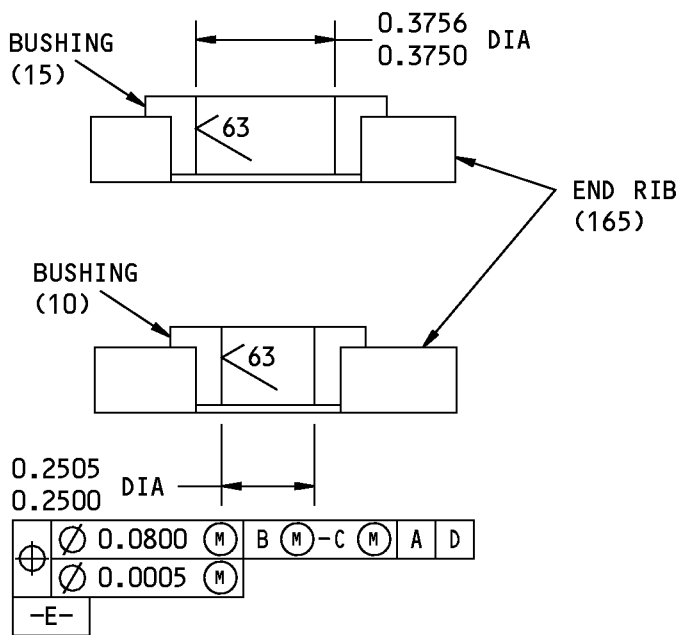 0.3756
0.3750 DIA
BUSHING
(15)
63
END RIB
(165)
BUSHING
(10)
63
0.2505
0.2500 DIA
⌖ ⌀ 0.0800 Ⓜ B Ⓜ-C Ⓜ A D
⌀ 0.0005 Ⓜ
-E-